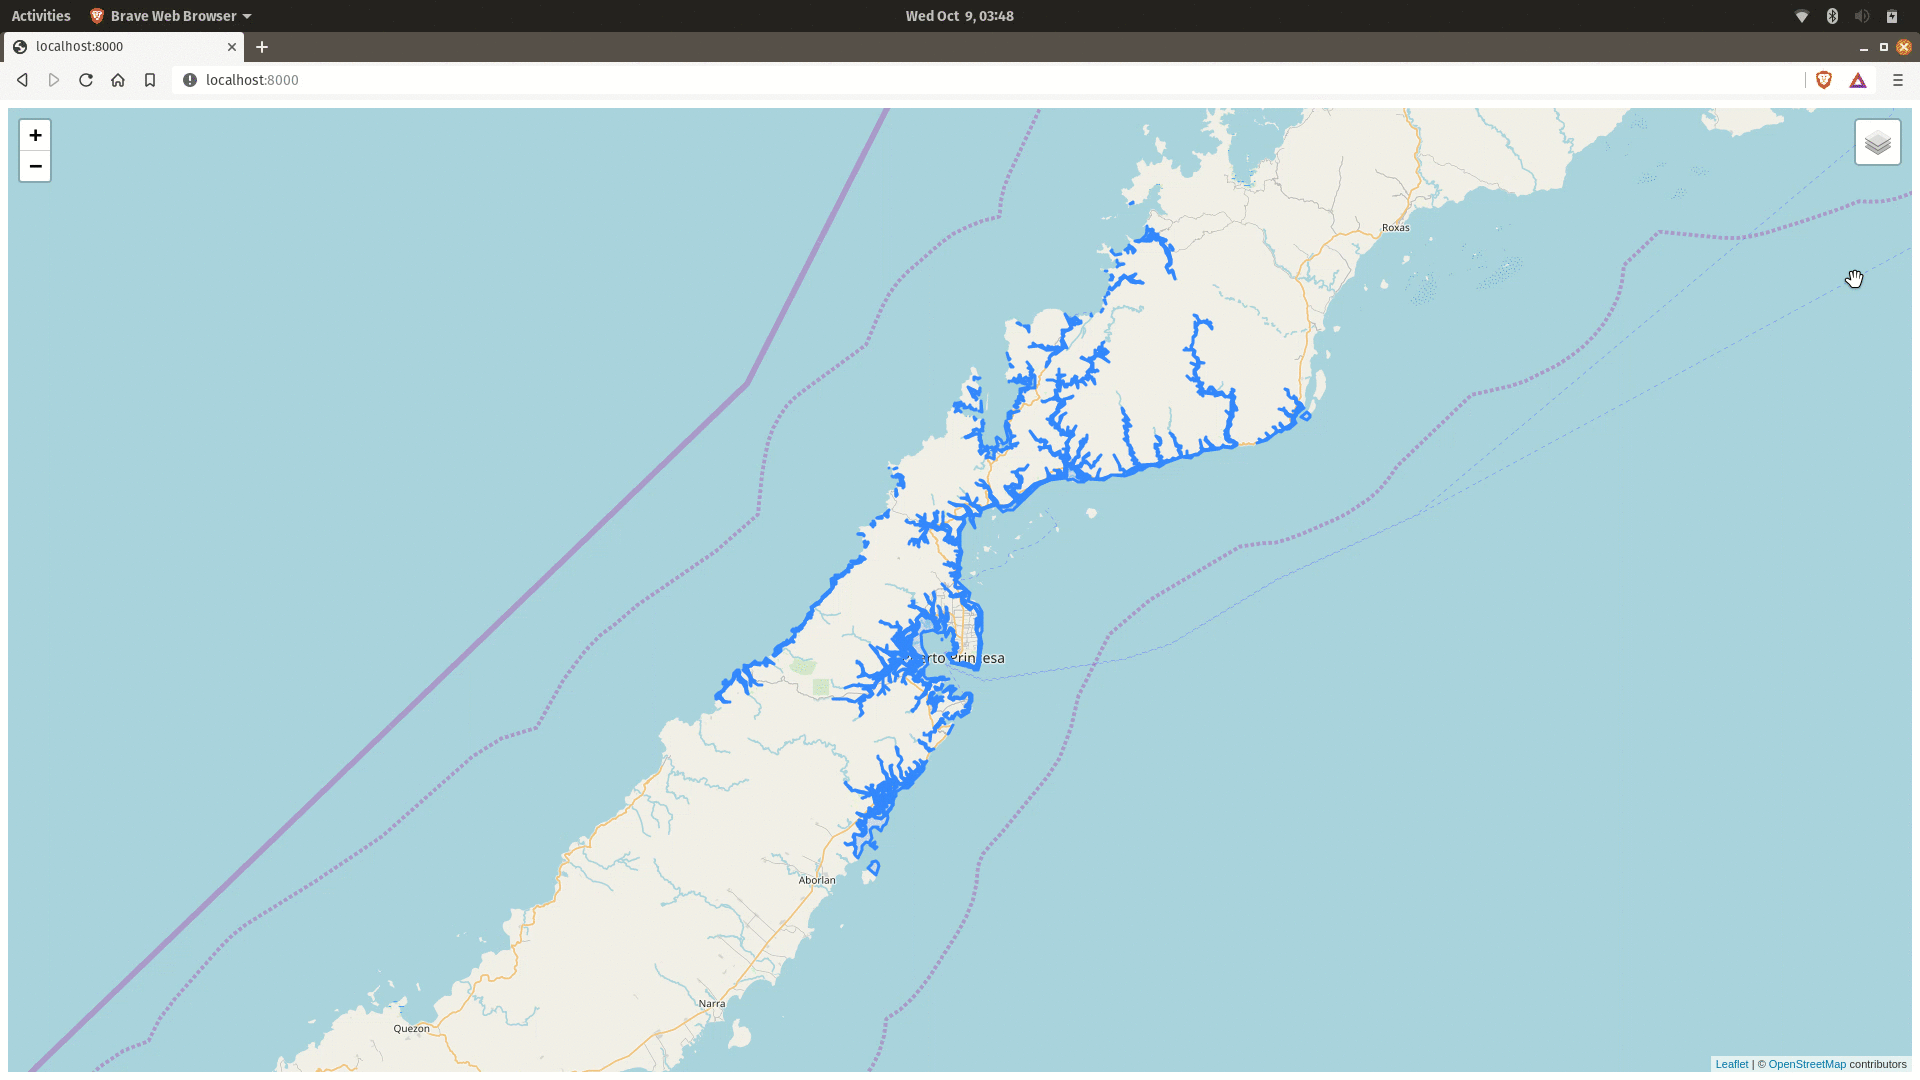 Activities Brave Web Browser Wed Oct 9, 03:48
localhost:8000
localhost:8000
+
−
Roxas
Puerto Princesa
Aborlan
Narra
Quezon
Leaflet | © OpenStreetMap contributors